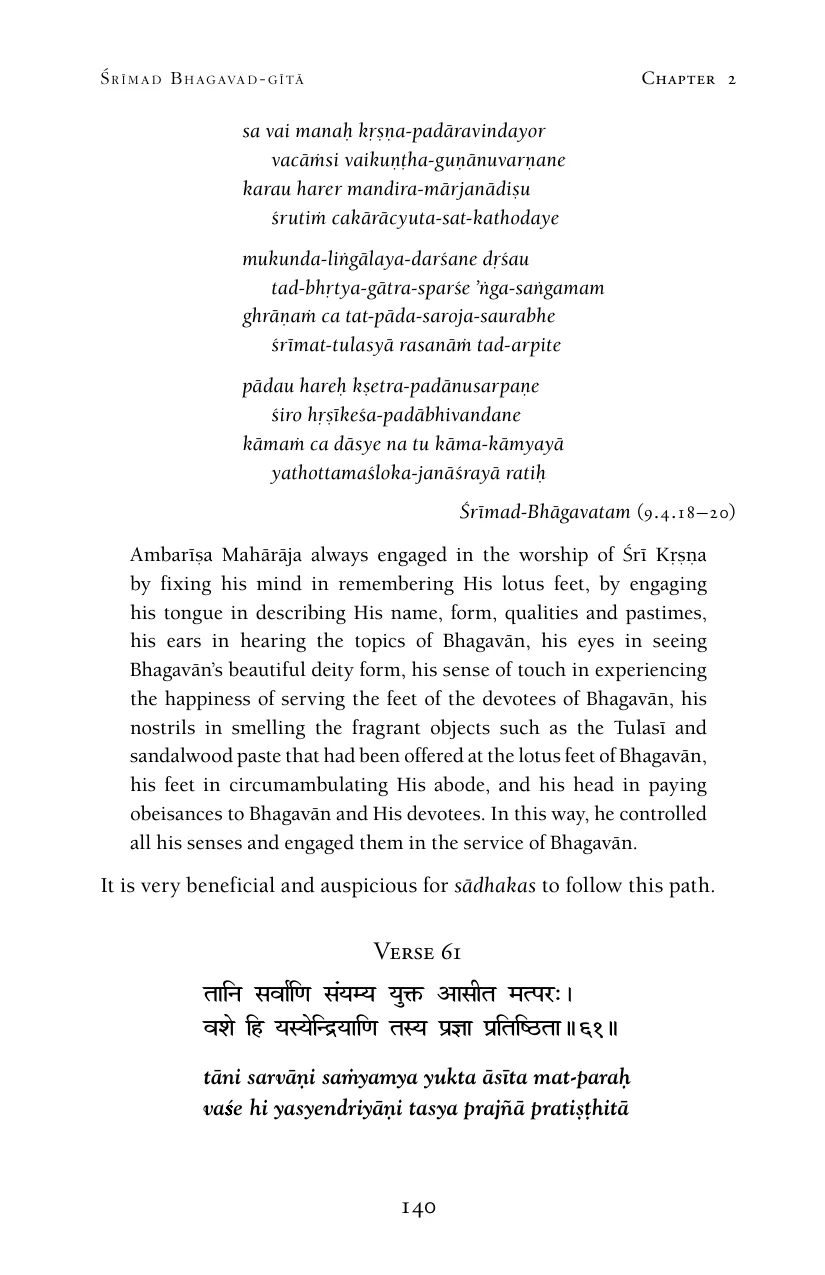 Śrīmad Bhagavad-gītā Chapter 2
sa vai manaḥ kṛṣṇa-padāravindayor
vacāṁsi vaikuṇṭha-guṇānuvarṇane
karau harer mandira-mārjanādiṣu
śrutiṁ cakārācyuta-sat-kathodaye
mukunda-liṅgālaya-darśane dṛśau
tad-bhṛtya-gātra-sparśe ’ṅga-saṅgamam
ghrāṇaṁ ca tat-pāda-saroja-saurabhe
śrīmat-tulasyā rasanāṁ tad-arpite
pādau hareḥ kṣetra-padānusarpaṇe
śiro hṛṣīkeśa-padābhivandane
kāmaṁ ca dāsye na tu kāma-kāmyayā
yathottamaśloka-janāśrayā ratiḥ
Śrīmad-Bhāgavatam (9.4.18–20)
Ambarīṣa Mahārāja always engaged in the worship of Śrī Kṛṣṇa
by fixing his mind in remembering His lotus feet, by engaging
his tongue in describing His name, form, qualities and pastimes,
his ears in hearing the topics of Bhagavān, his eyes in seeing
Bhagavān’s beautiful deity form, his sense of touch in experiencing
the happiness of serving the feet of the devotees of Bhagavān, his
nostrils in smelling the fragrant objects such as the Tulasī and
sandalwood paste that had been offered at the lotus feet of Bhagavān,
his feet in circumambulating His abode, and his head in paying
obeisances to Bhagavān and His devotees. In this way, he controlled
all his senses and engaged them in the service of Bhagavān.
It is very beneficial and auspicious for sādhakas to follow this path.
Verse 61
तानि सर्वाणि संयम्य युक्त आसीत मत्परः।
वशे हि यस्येन्द्रियाणि तस्य प्रज्ञा प्रतिष्ठिता॥६१॥
tāni sarvāṇi saṁyamya yukta āsīta mat-paraḥ
vaśe hi yasyendriyāṇi tasya prajñā pratiṣṭhitā
140